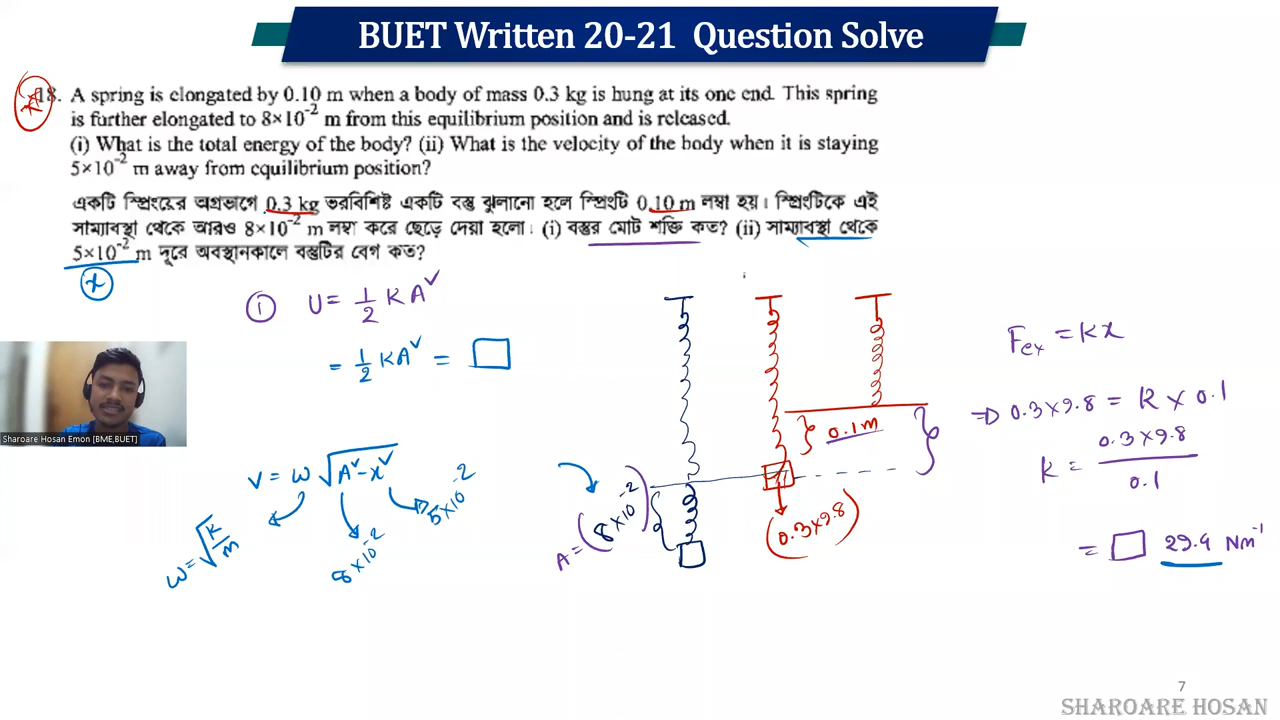 BUET Written 20-21 Question Solve
18. A spring is elongated by 0.10 m when a body of mass 0.3 kg is hung at its one end. This spring
is further elongated to 8×10⁻² m from this equilibrium position and is released.
(i) What is the total energy of the body? (ii) What is the velocity of the body when it is staying
5×10⁻² m away from equilibrium position?
একটি স্প্রিংয়ের অগ্রভাগে 0.3 kg ভরবিশিষ্ট একটি বস্তু ঝুলানো হলে স্প্রিংটি 0.10 m লম্বা হয়। স্প্রিংটিকে এই
সাম্যাবস্থা থেকে আরও 8×10⁻² m লম্বা করে ছেড়ে দেয়া হলো। (i) বস্তুর মোট শক্তি কত? (ii) সাম্যাবস্থা থেকে
5×10⁻² m দূরে অবস্থানকালে বস্তুটির বেগ কত?
x
① U = 1/2 KA²
= 1/2 KA² = □
V = ω √A² - x²
ω = √K/m
8×10⁻²
5×10⁻²
A = (8×10⁻²)
0.1m
(0.3×9.8)
Fex = Kx
⇒ 0.3×9.8 = K × 0.1
K = 0.3×9.8 / 0.1
= □ 29.4 Nm⁻¹
Sharoare Hosan Emon [BME,BUET]
7
SHAROARE HOSAN